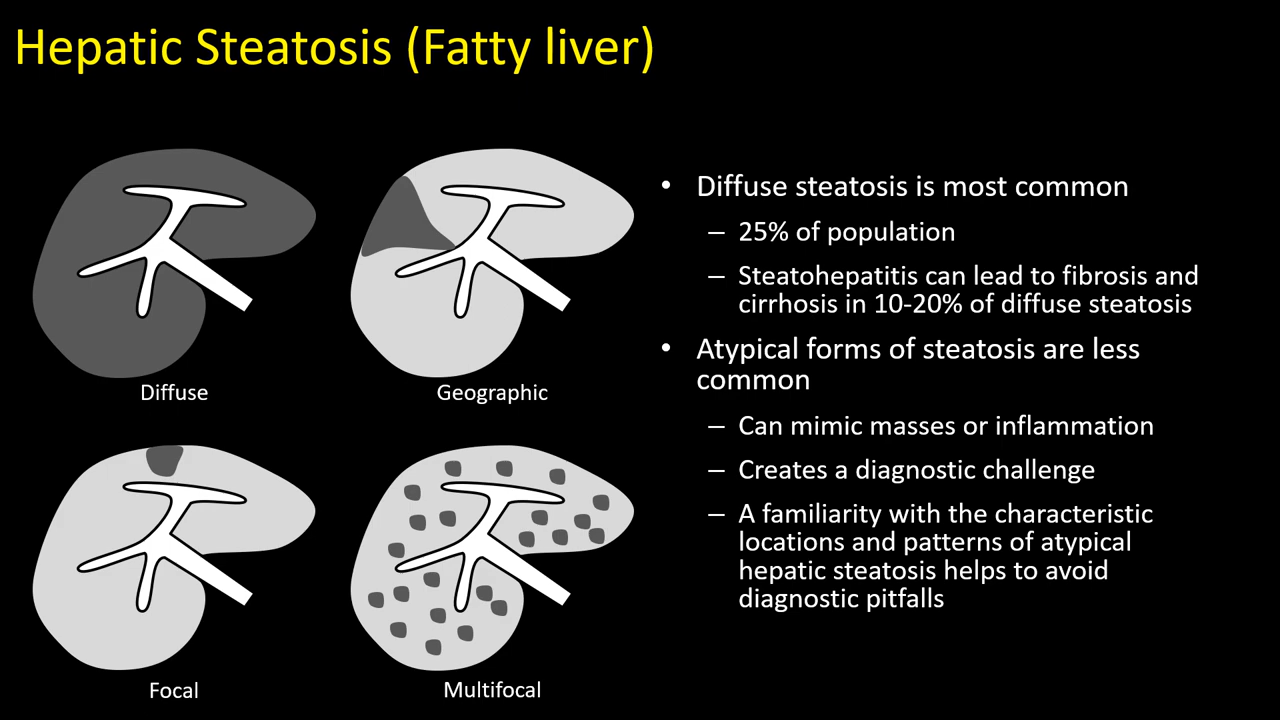 Hepatic Steatosis (Fatty liver)
Diffuse
Geographic
Focal
Multifocal
• Diffuse steatosis is most common
– 25% of population
– Steatohepatitis can lead to fibrosis and
cirrhosis in 10-20% of diffuse steatosis
• Atypical forms of steatosis are less
common
– Can mimic masses or inflammation
– Creates a diagnostic challenge
– A familiarity with the characteristic
locations and patterns of atypical
hepatic steatosis helps to avoid
diagnostic pitfalls